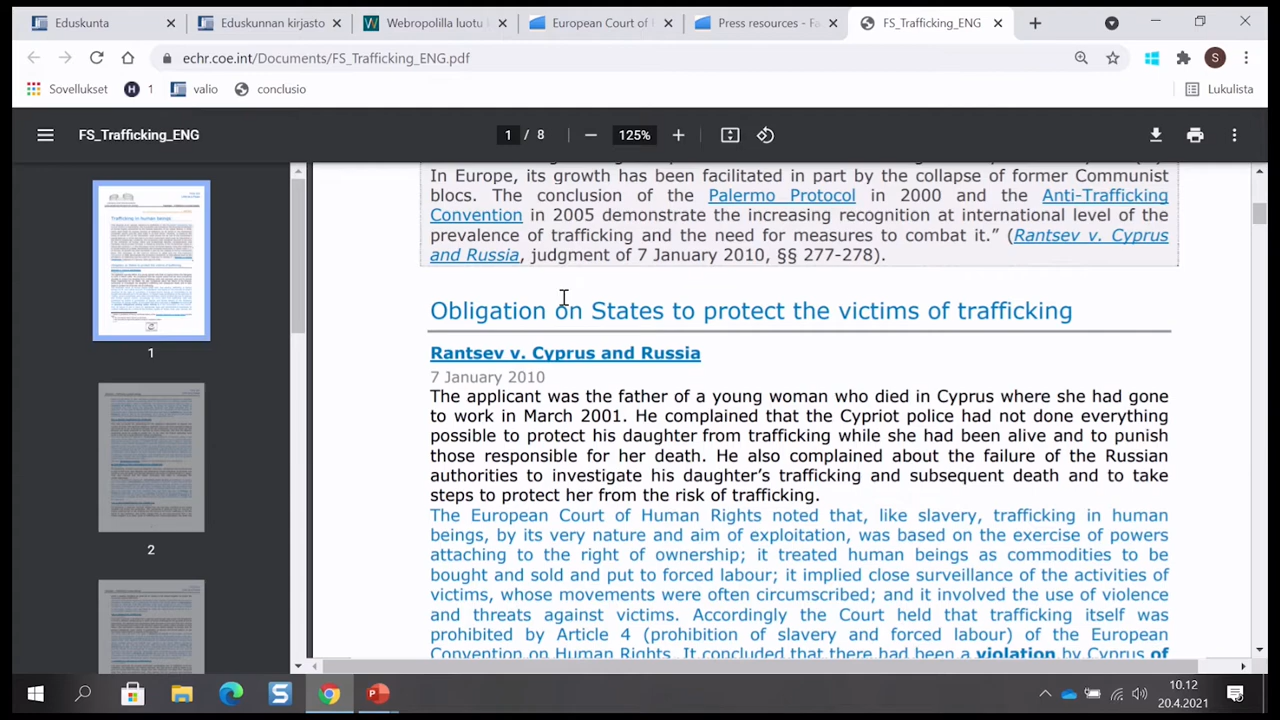 Eduskunta
Eduskunnan kirjasto
Webropolilla luotu
European Court of
Press resources - Fa
FS_Trafficking_ENG
echr.coe.int/Documents/FS_Trafficking_ENG.pdf
S
Sovellukset
H 1
valio
conclusio
Lukulista
FS_Trafficking_ENG
1 / 8
125%
In Europe, its growth has been facilitated in part by the collapse of former Communist
blocs. The conclusion of the Palermo Protocol in 2000 and the Anti-Trafficking
Convention in 2005 demonstrate the increasing recognition at international level of the
prevalence of trafficking and the need for measures to combat it.” (Rantsev v. Cyprus
and Russia, judgment of 7 January 2010, §§ 277-278).
Obligation on States to protect the victims of trafficking
Rantsev v. Cyprus and Russia
7 January 2010
The applicant was the father of a young woman who died in Cyprus where she had gone
to work in March 2001. He complained that the Cypriot police had not done everything
possible to protect his daughter from trafficking while she had been alive and to punish
those responsible for her death. He also complained about the failure of the Russian
authorities to investigate his daughter’s trafficking and subsequent death and to take
steps to protect her from the risk of trafficking.
The European Court of Human Rights noted that, like slavery, trafficking in human
beings, by its very nature and aim of exploitation, was based on the exercise of powers
attaching to the right of ownership; it treated human beings as commodities to be
bought and sold and put to forced labour; it implied close surveillance of the activities of
victims, whose movements were often circumscribed; and it involved the use of violence
and threats against victims. Accordingly the Court held that trafficking itself was
prohibited by Article 4 (prohibition of slavery and forced labour) of the European
Convention on Human Rights. It concluded that there had been a violation by Cyprus of
1
2
10.12
20.4.2021